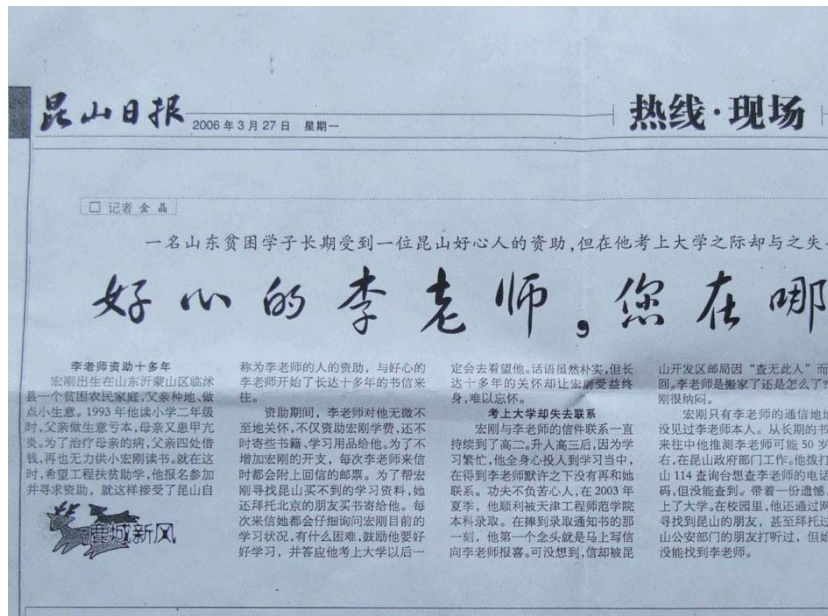 昆山日报
2006年3月27日 星期一
热线·现场
□ 记者 金 晶
一名山东贫困学子长期受到一位昆山好心人的资助,但在他考上大学之际却与之失
好心的李老师,您在哪
李老师资助十多年
宏刚出生在山东沂蒙山区临沭
县一个贫困农民家庭,父亲种地、做
点小生意。1993年他读小学二年级
时,父亲做生意亏本,母亲又患甲亢
炎。为了治疗母亲的病,父亲四处借
钱,再也无力供小宏刚读书。就在这
时,希望工程扶贫助学,他报名参加
并寻求资助,就这样接受了昆山自
鹿城新风
称为李老师的人的资助,与好心的
李老师开始了长达十多年的书信来
往。
资助期间,李老师对他无微不
至地关怀,不仅资助宏刚学费,还不
时寄些书籍、学习用品给他。为了不
增加宏刚的开支,每次李老师来信
时都会附上回信的邮票。为了帮宏
刚寻找昆山买不到的学习资料,她
还拜托北京的朋友买书寄给他。每
次来信她都会仔细询问宏刚目前的
学习状况,有什么困难,鼓励他要好
好学习,并答应他考上大学以后一
定会去看望他。话语虽然朴实,但长
达十多年的关怀却让宏刚受益终
身,难以忘怀。
考上大学却失去联系
宏刚与李老师的信件联系一直
持续到了高二。升入高三后,因为学
习繁忙,他全身心投入到学习当中,
在得到李老师默许之下没有再和她
联系。功夫不负苦心人,在2003年
夏季,他顺利被天津工程师范学院
本科录取。在捧到录取通知书的那
一刻,他第一个念头就是马上写信
向李老师报喜。可没想到,信却被昆
山开发区邮局因“查无此人”而
回。李老师是搬家了还是怎么了
刚很纳闷。
宏刚只有李老师的通信地
没见过李老师本人。从长期的书
来往中他推测李老师可能50岁
右,在昆山政府部门工作。他拨打
山114查询台想查李老师的电话
码,但没能查到。带着一份遗憾
上了大学。在校园里,他还通过网
寻找到昆山的朋友,甚至拜托过
山公安部门的朋友打听过,但始
没能找到李老师。